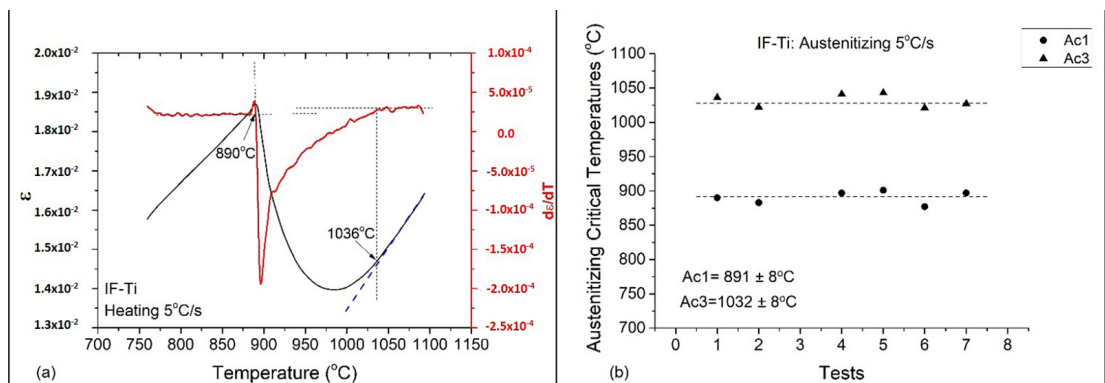 2.0x10⁻²
1.9x10⁻²
1.8x10⁻²
1.7x10⁻²
1.6x10⁻²
1.5x10⁻²
1.4x10⁻²
1.3x10⁻²
ε
1.0x10⁻⁴
5.0x10⁻⁵
0.0
-5.0x10⁻⁵
-1.0x10⁻⁴
-1.5x10⁻⁴
-2.0x10⁻⁴
-2.5x10⁻⁴
dε/dT
890°C
1036°C
IF-Ti
Heating 5°C/s
700 750 800 850 900 950 1000 1050 1100 1150
(a) Temperature (°C)
IF-Ti: Austenitizing 5°C/s
Ac1
Ac3
Austenitizing Critical Temperatures (°C)
1100
1050
1000
950
900
850
800
750
700
Ac1= 891 ± 8°C
Ac3=1032 ± 8°C
0 1 2 3 4 5 6 7 8
(b) Tests